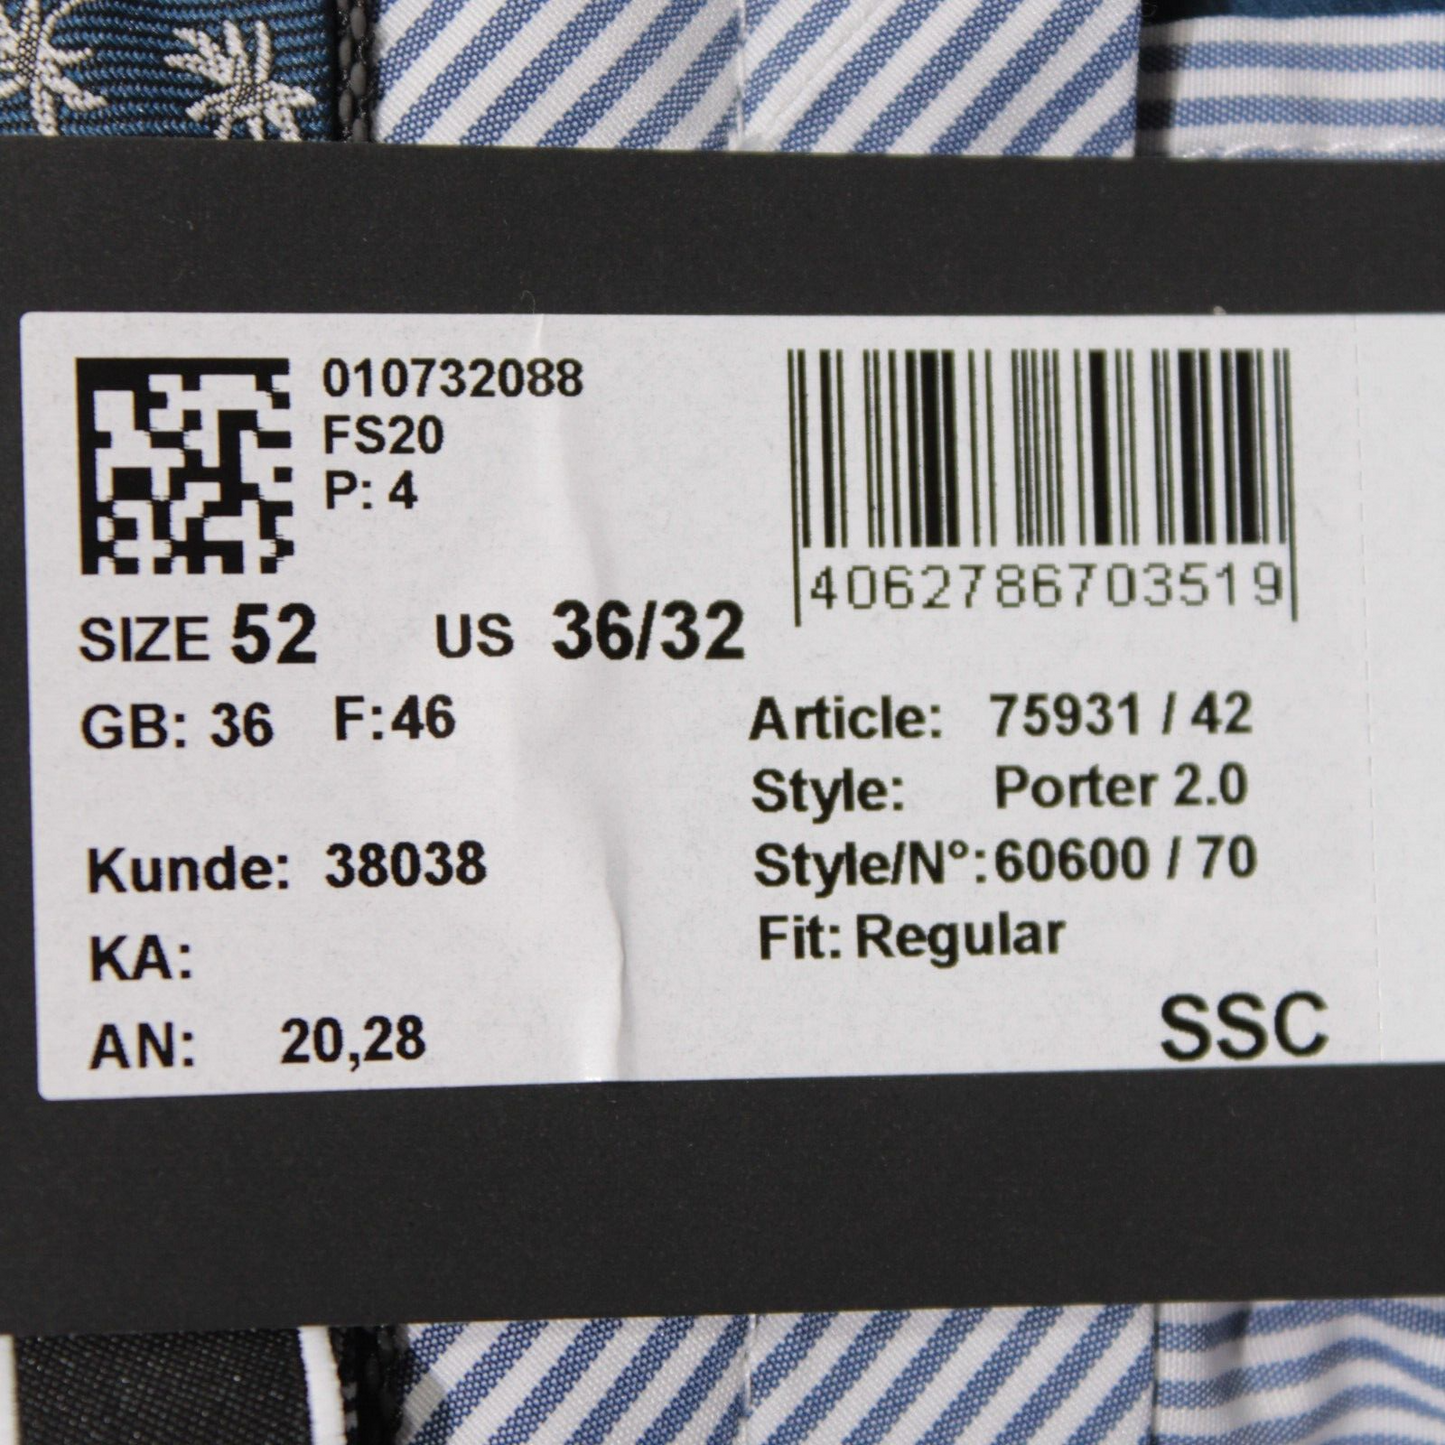 010732088
FS20
P: 4
4062786703519
SIZE 52 US 36/32
GB: 36 F:46
Article: 75931 / 42
Style: Porter 2.0
Kunde: 38038
Style/N°:60600 / 70
KA:
Fit: Regular
AN: 20,28
SSC